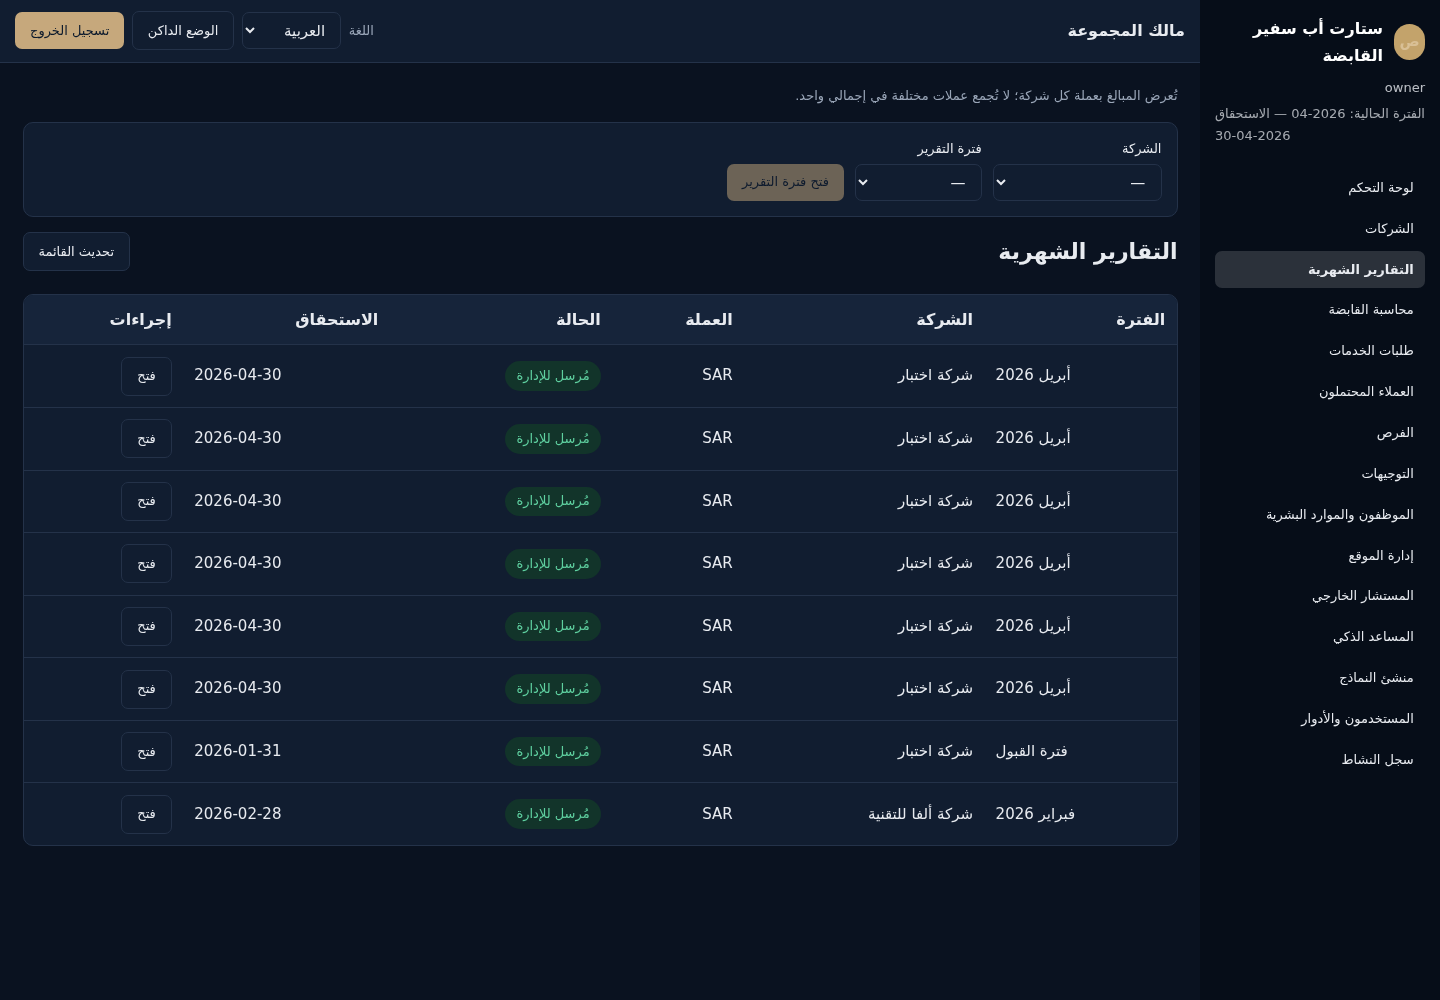 ص
ستارت أب سفير
القابضة
owner
الفترة الحالية: 2026-04 — الاستحقاق
2026-04-30
لوحة التحكم
الشركات
التقارير الشهرية
محاسبة القابضة
طلبات الخدمات
العملاء المحتملون
الفرص
التوجيهات
الموظفون والموارد البشرية
إدارة الموقع
المستشار الخارجي
المساعد الذكي
منشئ النماذج
المستخدمون والأدوار
سجل النشاط
مالك المجموعة اللغة العربية الوضع الداكن تسجيل الخروج
تُعرض المبالغ بعملة كل شركة؛ لا تُجمع عملات مختلفة في إجمالي واحد.
الشركة فترة التقرير
— — فتح فترة التقرير
التقارير الشهرية تحديث القائمة
الفترة الشركة العملة الحالة الاستحقاق إجراءات
أبريل 2026 شركة اختبار SAR مُرسل للإدارة 2026-04-30 فتح
أبريل 2026 شركة اختبار SAR مُرسل للإدارة 2026-04-30 فتح
أبريل 2026 شركة اختبار SAR مُرسل للإدارة 2026-04-30 فتح
أبريل 2026 شركة اختبار SAR مُرسل للإدارة 2026-04-30 فتح
أبريل 2026 شركة اختبار SAR مُرسل للإدارة 2026-04-30 فتح
أبريل 2026 شركة اختبار SAR مُرسل للإدارة 2026-04-30 فتح
فترة القبول شركة اختبار SAR مُرسل للإدارة 2026-01-31 فتح
فبراير 2026 شركة ألفا للتقنية SAR مُرسل للإدارة 2026-02-28 فتح